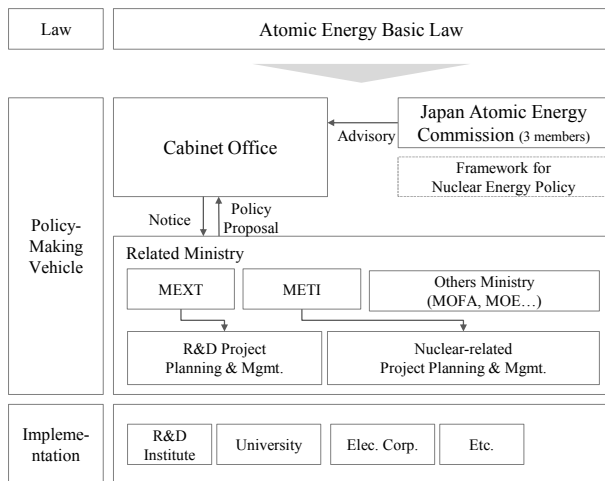 Law
Atomic Energy Basic Law
Policy-
Making
Vehicle
Cabinet Office
Advisory
Japan Atomic Energy
Commission (3 members)
Framework for
Nuclear Energy Policy
Notice
Policy
Proposal
Related Ministry
MEXT
METI
Others Ministry
(MOFA, MOE…)
R&D Project
Planning & Mgmt.
Nuclear-related
Project Planning & Mgmt.
Impleme-
ntation
R&D
Institute
University
Elec. Corp.
Etc.